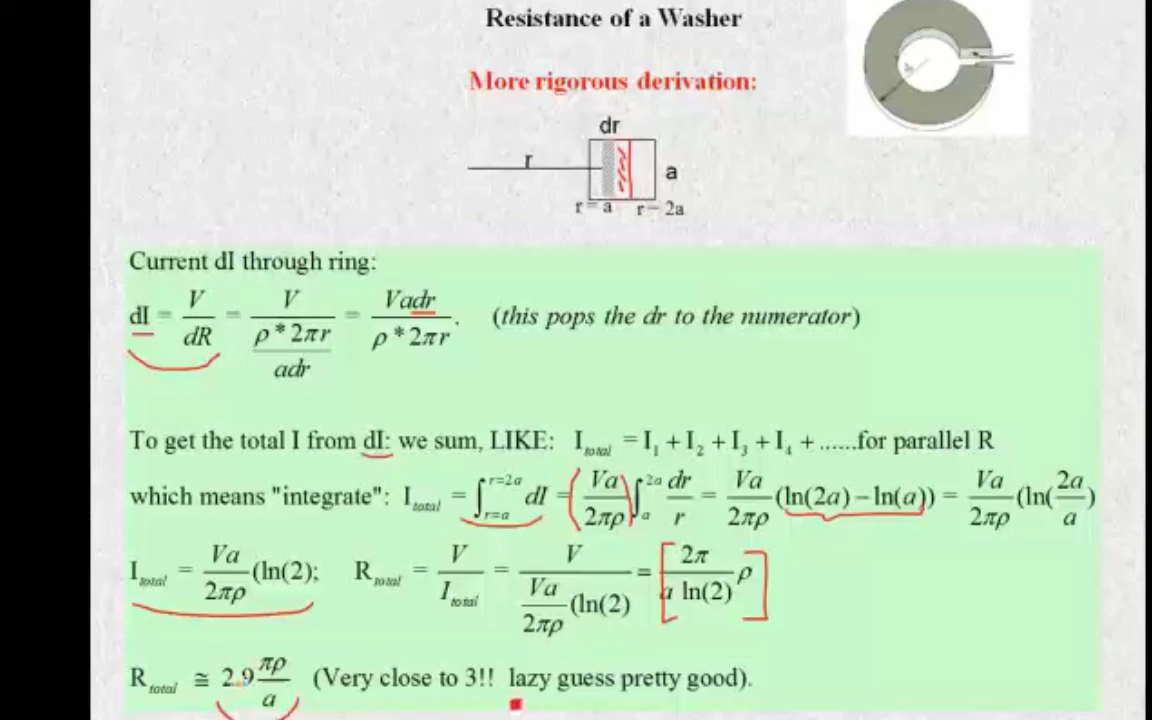 Resistance of a Washer
More rigorous derivation:
dr
r
a
r = a r = 2a
Current dI through ring:
dI = V/dR = V/(ρ*2πr/adr) = Vadr/(ρ*2πr). (this pops the dr to the numerator)
To get the total I from dI: we sum, LIKE: I_total = I_1 + I_2 + I_3 + I_4 + ......for parallel R
which means "integrate": I_total = ∫_{r=a}^{r=2a} dI = (Va/2πρ) ∫_a^{2a} dr/r = Va/2πρ (ln(2a) − ln(a)) = Va/2πρ (ln(2a/a)
I_total = Va/2πρ (ln(2); R_total = V/I_total = V/(Va/2πρ (ln(2)) = 2π/(a ln(2)) ρ
R_total ≅ 2.9 πρ/a (Very close to 3!! lazy guess pretty good).